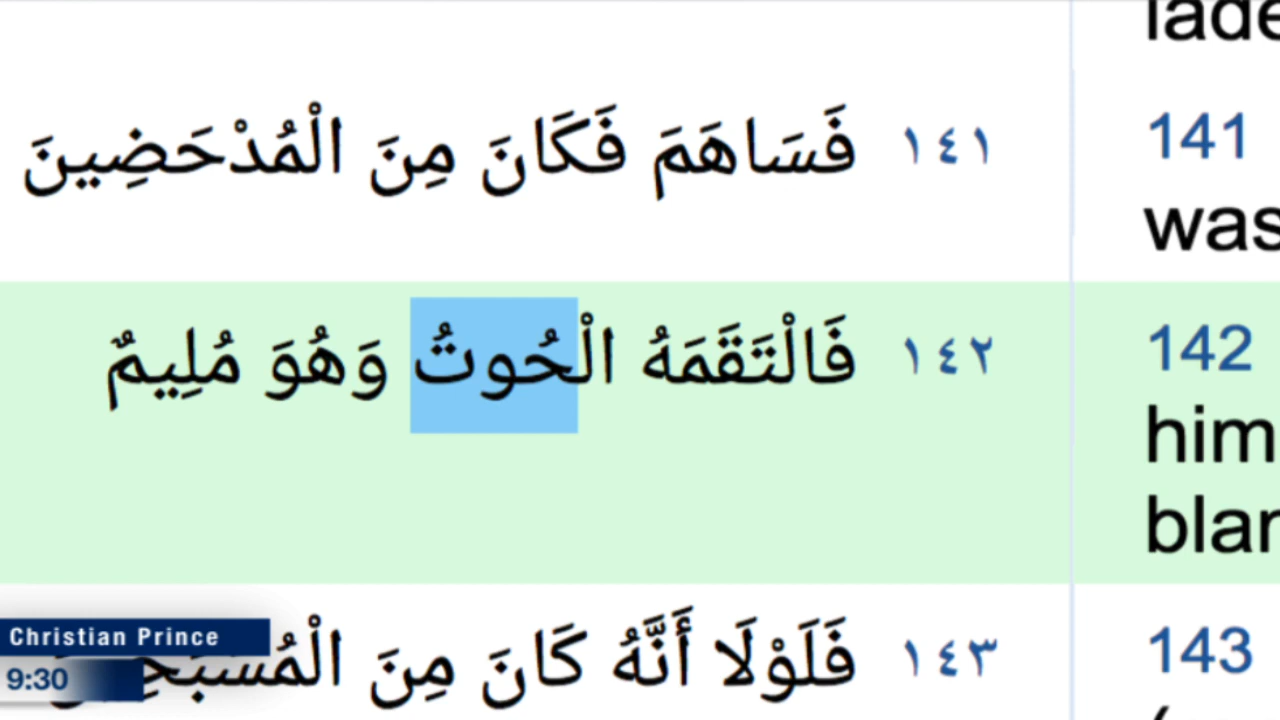 lade
١٤١ فَسَاهَمَ فَكَانَ مِنَ الْمُدْحَضِينَ
141
was
١٤٢ فَالْتَقَمَهُ الْحُوتُ وَهُوَ مُلِيمٌ
142
him
blar
١٤٣ فَلَوْلَا أَنَّهُ كَانَ مِنَ
143
Christian Prince
9:30